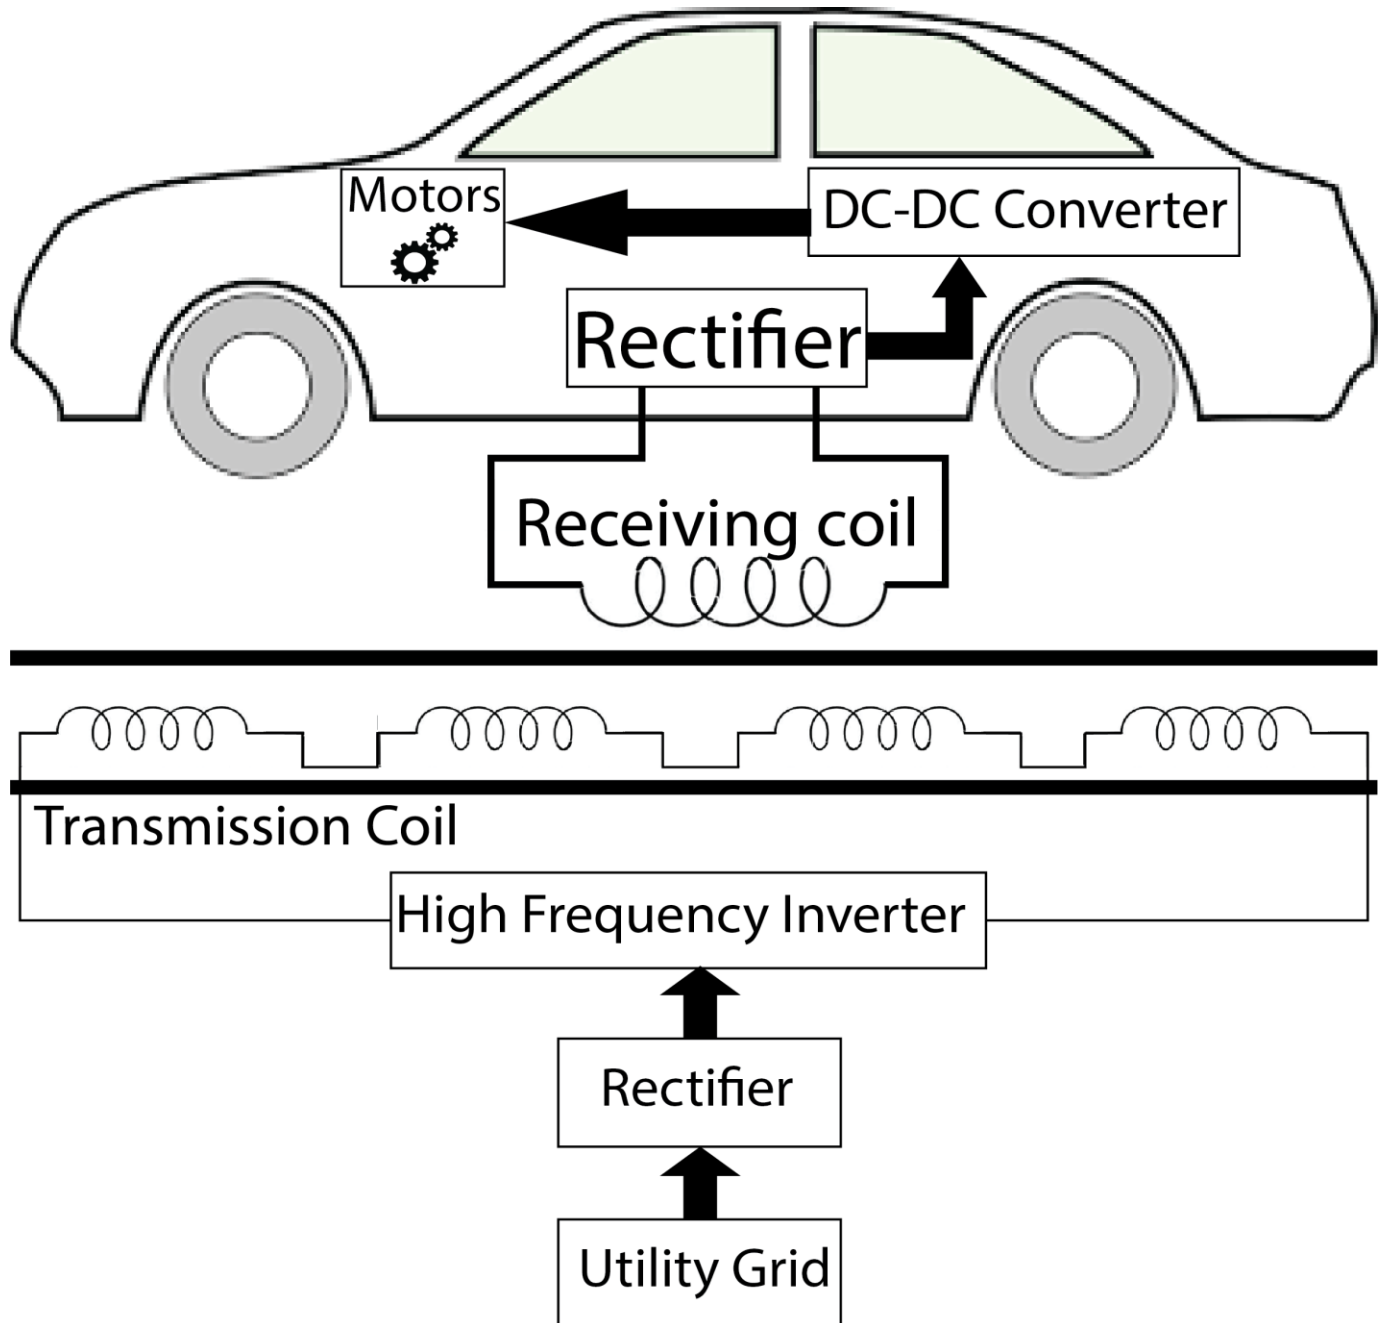 Motors
DC-DC Converter
Rectifier
Receiving coil
Transmission Coil
High Frequency Inverter
Rectifier
Utility Grid